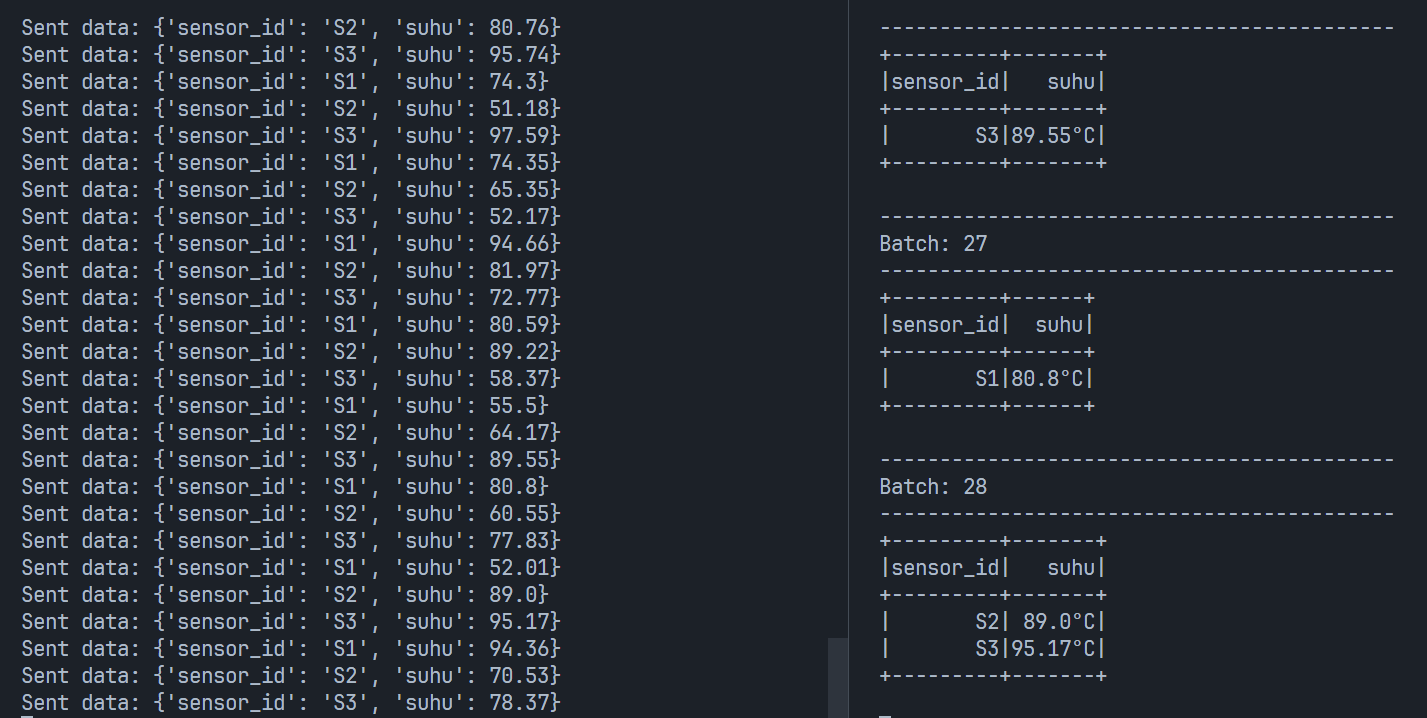 Sent data: {'sensor_id': 'S2', 'suhu': 80.76}
Sent data: {'sensor_id': 'S3', 'suhu': 95.74}
Sent data: {'sensor_id': 'S1', 'suhu': 74.3}
Sent data: {'sensor_id': 'S2', 'suhu': 51.18}
Sent data: {'sensor_id': 'S3', 'suhu': 97.59}
Sent data: {'sensor_id': 'S1', 'suhu': 74.35}
Sent data: {'sensor_id': 'S2', 'suhu': 65.35}
Sent data: {'sensor_id': 'S3', 'suhu': 52.17}
Sent data: {'sensor_id': 'S1', 'suhu': 94.66}
Sent data: {'sensor_id': 'S2', 'suhu': 81.97}
Sent data: {'sensor_id': 'S3', 'suhu': 72.77}
Sent data: {'sensor_id': 'S1', 'suhu': 80.59}
Sent data: {'sensor_id': 'S2', 'suhu': 89.22}
Sent data: {'sensor_id': 'S3', 'suhu': 58.37}
Sent data: {'sensor_id': 'S1', 'suhu': 55.5}
Sent data: {'sensor_id': 'S2', 'suhu': 64.17}
Sent data: {'sensor_id': 'S3', 'suhu': 89.55}
Sent data: {'sensor_id': 'S1', 'suhu': 80.8}
Sent data: {'sensor_id': 'S2', 'suhu': 60.55}
Sent data: {'sensor_id': 'S3', 'suhu': 77.83}
Sent data: {'sensor_id': 'S1', 'suhu': 52.01}
Sent data: {'sensor_id': 'S2', 'suhu': 89.0}
Sent data: {'sensor_id': 'S3', 'suhu': 95.17}
Sent data: {'sensor_id': 'S1', 'suhu': 94.36}
Sent data: {'sensor_id': 'S2', 'suhu': 70.53}
Sent data: {'sensor_id': 'S3', 'suhu': 78.37}
-------------------------------------------
+---------+-------+
|sensor_id|   suhu|
+---------+-------+
|       S3|89.55°C|
+---------+-------+
-------------------------------------------
Batch: 27
-------------------------------------------
+---------+------+
|sensor_id|  suhu|
+---------+------+
|       S1|80.8°C|
+---------+------+
-------------------------------------------
Batch: 28
-------------------------------------------
+---------+-------+
|sensor_id|   suhu|
+---------+-------+
|       S2| 89.0°C|
|       S3|95.17°C|
+---------+-------+